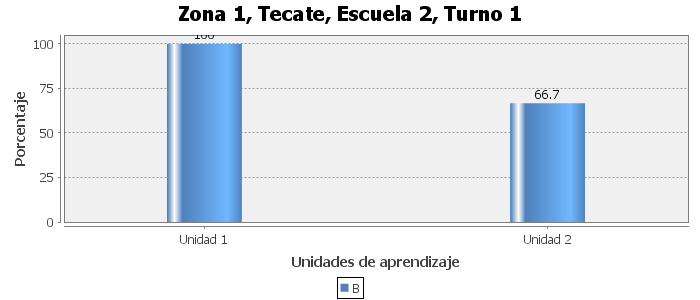 Zona 1, Tecate, Escuela 2, Turno 1
Porcentaje
100
75
50
25
0
100
66.7
Unidad 1
Unidad 2
Unidades de aprendizaje
B